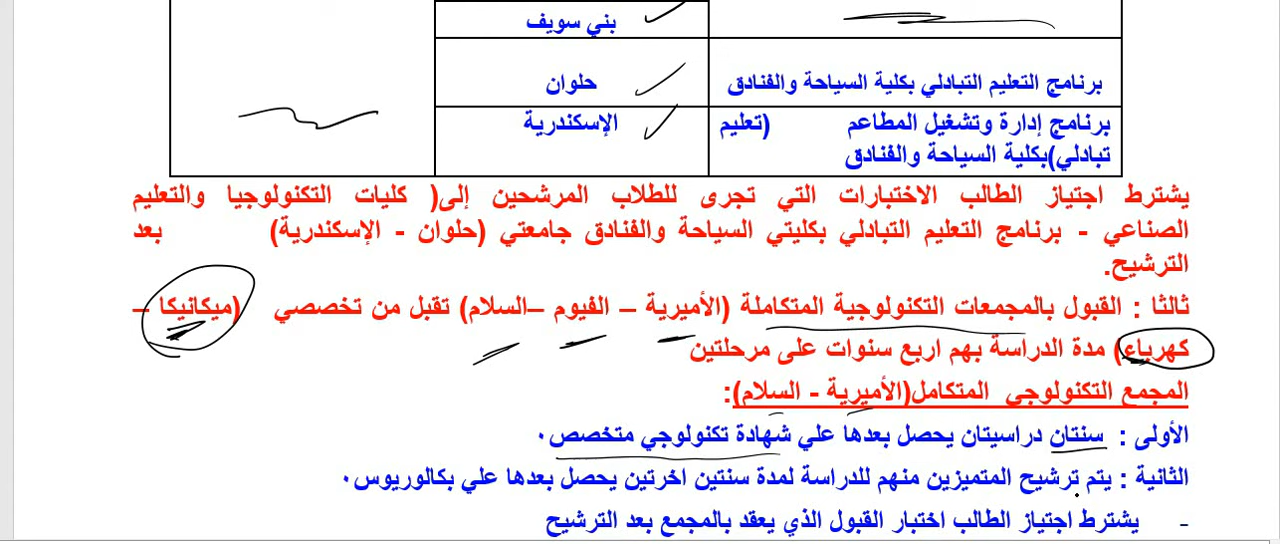 بني سويف
برنامج التعليم التبادلي بكلية السياحة والفنادق
حلوان
برنامج إدارة وتشغيل المطاعم (تعليم
تبادلي)بكلية السياحة والفنادق
الإسكندرية
يشترط اجتياز الطالب الاختبارات التي تجرى للطلاب المرشحين إلى( كليات التكنولوجيا والتعليم
الصناعي - برنامج التعليم التبادلي بكليتي السياحة والفنادق جامعتي (حلوان - الإسكندرية) بعد
الترشيح.
ثالثا : القبول بالمجمعات التكنولوجية المتكاملة (الأميرية – الفيوم –السلام) تقبل من تخصصي (ميكانيكا –
كهرباء) مدة الدراسة بهم اربع سنوات على مرحلتين
المجمع التكنولوجي المتكامل(الأميرية - السلام):
الأولى : سنتان دراسيتان يحصل بعدها علي شهادة تكنولوجي متخصص٠
الثانية : يتم ترشيح المتميزين منهم للدراسة لمدة سنتين اخرتين يحصل بعدها علي بكالوريوس٠
- يشترط اجتياز الطالب اختبار القبول الذي يعقد بالمجمع بعد الترشيح